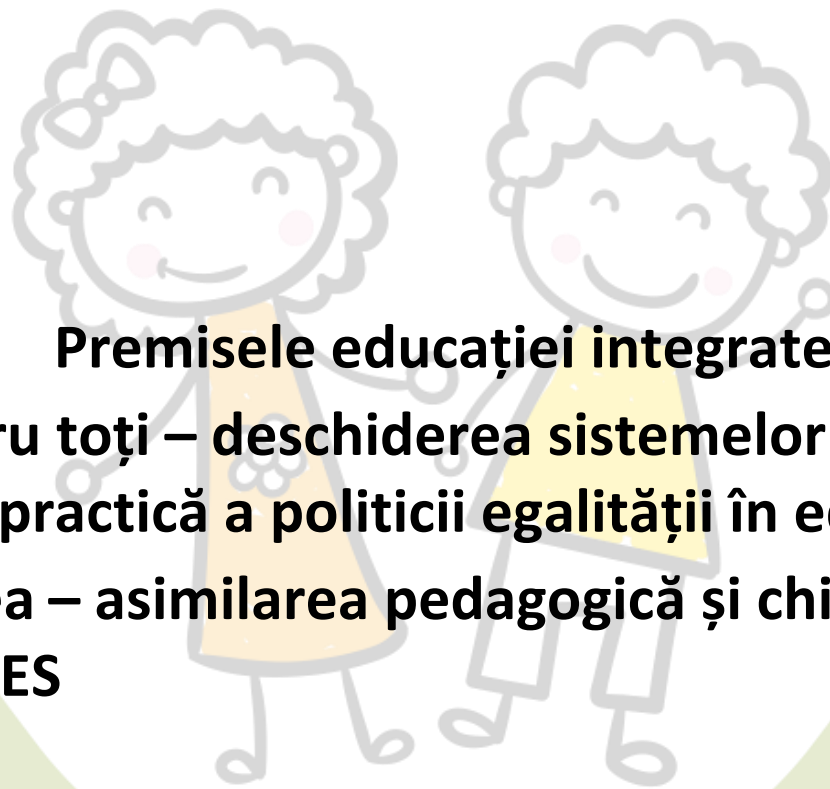 Premisele educației integrate
ru toți – deschiderea sistemelor
practică a politicii egalității în e
a – asimilarea pedagogică și chi
ES